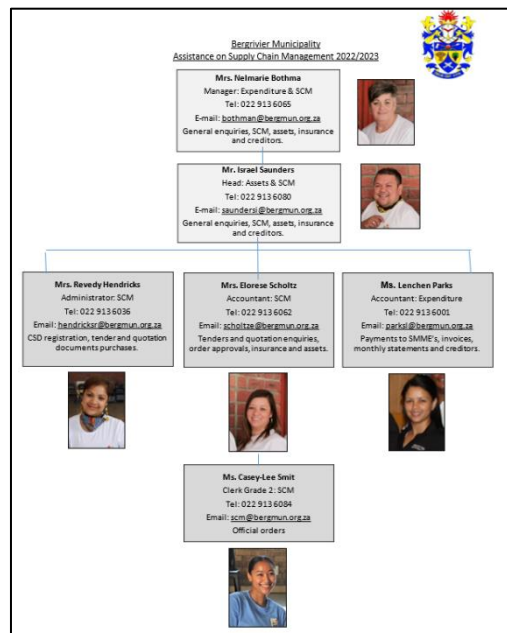 Bergrivier Municipality
Assistance on Supply Chain Management 2022/2023
Mrs. Nelmarie Bothma
Manager: Expenditure & SCM
Tel: 022 913 6065
E-mail: bothman@bergmun.org.za
General enquiries, SCM, assets, insurance
and creditors.
Mr. Israel Saunders
Head: Assets & SCM
Tel: 022 913 6080
E-mail: saundersi@bergmun.org.za
General enquiries, SCM, assets, insurance
and creditors.
Mrs. Revedy Hendricks
Administrator: SCM
Tel: 022 913 6036
Email: hendricksr@bergmun.org.za
CSD registration, tender and quotation
documents purchases.
Mrs. Elorese Scholtz
Accountant: SCM
Tel: 022 913 6062
Email: scholtze@bergmun.org.za
Tenders and quotation enquiries,
order approvals, insurance and assets.
Ms. Lenchen Parks
Accountant: Expenditure
Tel: 022 913 6001
Email: parksl@bergmun.org.za
Payments to SMME's, invoices,
monthly statements and creditors.
Ms. Casey-Lee Smit
Clerk Grade 2: SCM
Tel: 022 913 6084
Email: scm@bergmun.org.za
Official orders